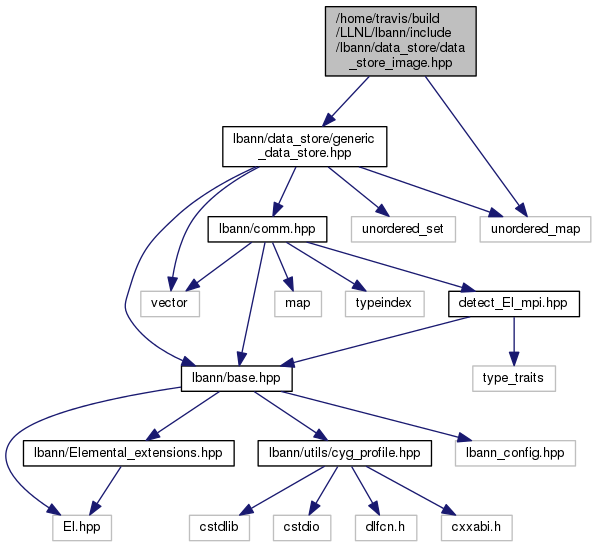 /home/travis/build
/LLNL/lbann/include
/lbann/data_store/data
_store_image.hpp
lbann/data_store/generic
_data_store.hpp
lbann/comm.hpp
unordered_set
unordered_map
vector
map
typeindex
detect_El_mpi.hpp
lbann/base.hpp
type_traits
lbann/Elemental_extensions.hpp
lbann/utils/cyg_profile.hpp
lbann_config.hpp
El.hpp
cstdlib
cstdio
dlfcn.h
cxxabi.h